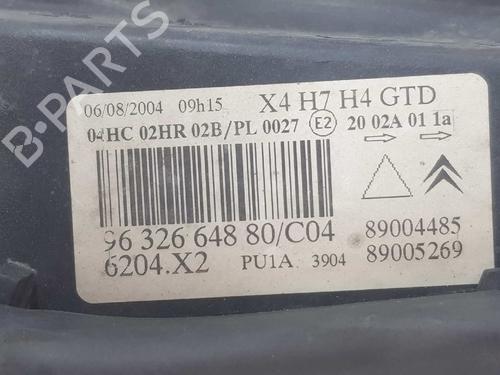 B-PARTS
06/08/2004 09h15 X4 H7 H4 GTD
04HC 02HR 02B/PL 0027 E2 20 02A 01 1a
96 326 648 80/C04 89004485
6204.X2 PU1A 3904 89005269